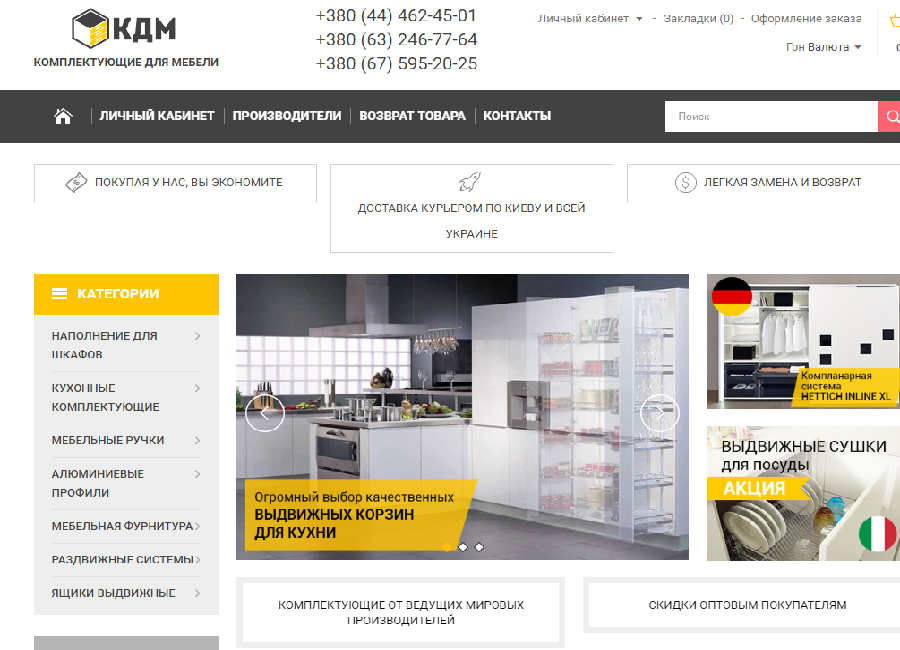 КДМ
КОМПЛЕКТУЮЩИЕ ДЛЯ МЕБЕЛИ
+380 (44) 462-45-01
+380 (63) 246-77-64
+380 (67) 595-20-25
Личный кабинет - Закладки (0) - Оформление заказа
Грн Валюта
ЛИЧНЫЙ КАБИНЕТ
ПРОИЗВОДИТЕЛИ
ВОЗВРАТ ТОВАРА
КОНТАКТЫ
Поиск
ПОКУПАЯ У НАС, ВЫ ЭКОНОМИТЕ
ДОСТАВКА КУРЬЕРОМ ПО КИЕВУ И ВСЕЙ
УКРАИНЕ
ЛЕГКАЯ ЗАМЕНА И ВОЗВРАТ
КАТЕГОРИИ
НАПОЛНЕНИЕ ДЛЯ
ШКАФОВ
КУХОННЫЕ
КОМПЛЕКТУЮЩИЕ
МЕБЕЛЬНЫЕ РУЧКИ
АЛЮМИНИЕВЫЕ
ПРОФИЛИ
МЕБЕЛЬНАЯ ФУРНИТУРА
РАЗДВИЖНЫЕ СИСТЕМЫ
ЯЩИКИ ВЫДВИЖНЫЕ
Огромный выбор качественных
ВЫДВИЖНЫХ КОРЗИН
ДЛЯ КУХНИ
Компланарная
система
HETTICH INLINE XL
ВЫДВИЖНЫЕ СУШКИ
для посуды
АКЦИЯ
КОМПЛЕКТУЮЩИЕ ОТ ВЕДУЩИХ МИРОВЫХ
ПРОИЗВОДИТЕЛЕЙ
СКИДКИ ОПТОВЫМ ПОКУПАТЕЛЯМ